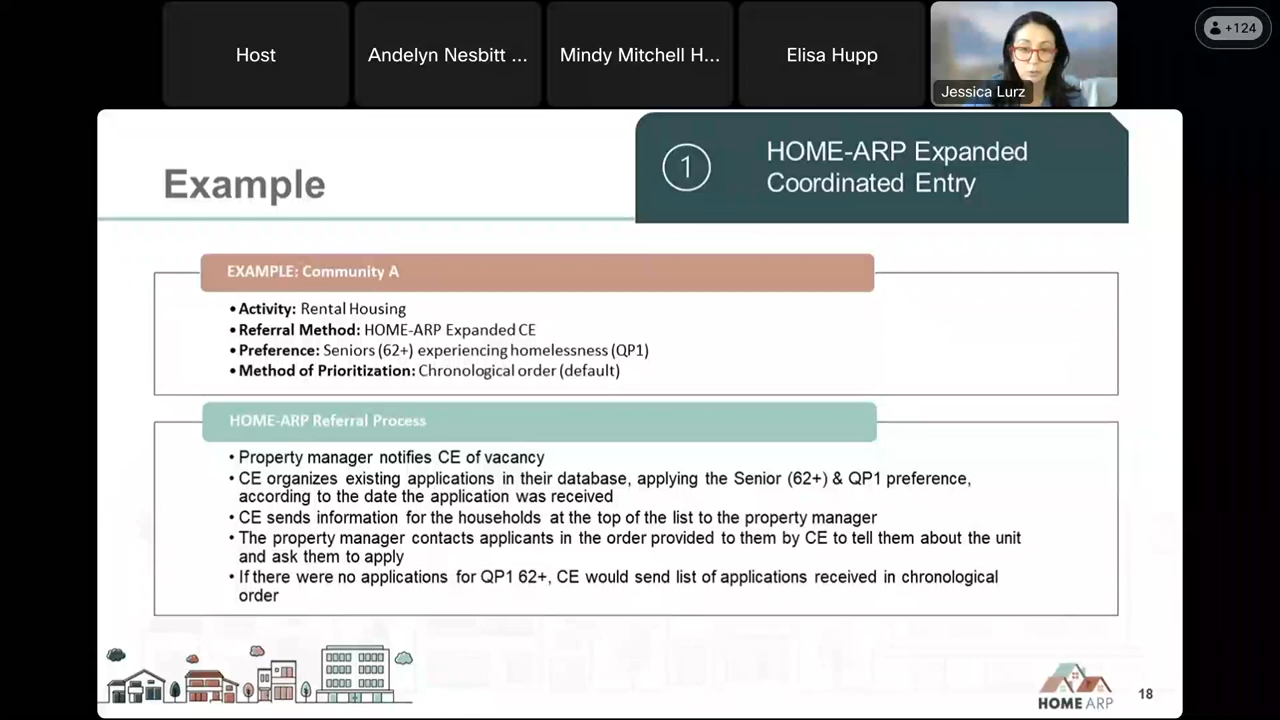 Host
Andelyn Nesbitt ...
Mindy Mitchell H...
Elisa Hupp
Jessica Lurz
+124
Example
1
HOME-ARP Expanded
Coordinated Entry
EXAMPLE: Community A
• Activity: Rental Housing
• Referral Method: HOME-ARP Expanded CE
• Preference: Seniors (62+) experiencing homelessness (QP1)
• Method of Prioritization: Chronological order (default)
HOME-ARP Referral Process
• Property manager notifies CE of vacancy
• CE organizes existing applications in their database, applying the Senior (62+) & QP1 preference,
according to the date the application was received
• CE sends information for the households at the top of the list to the property manager
• The property manager contacts applicants in the order provided to them by CE to tell them about the unit
and ask them to apply
• If there were no applications for QP1 62+, CE would send list of applications received in chronological
order
HOME ARP
18